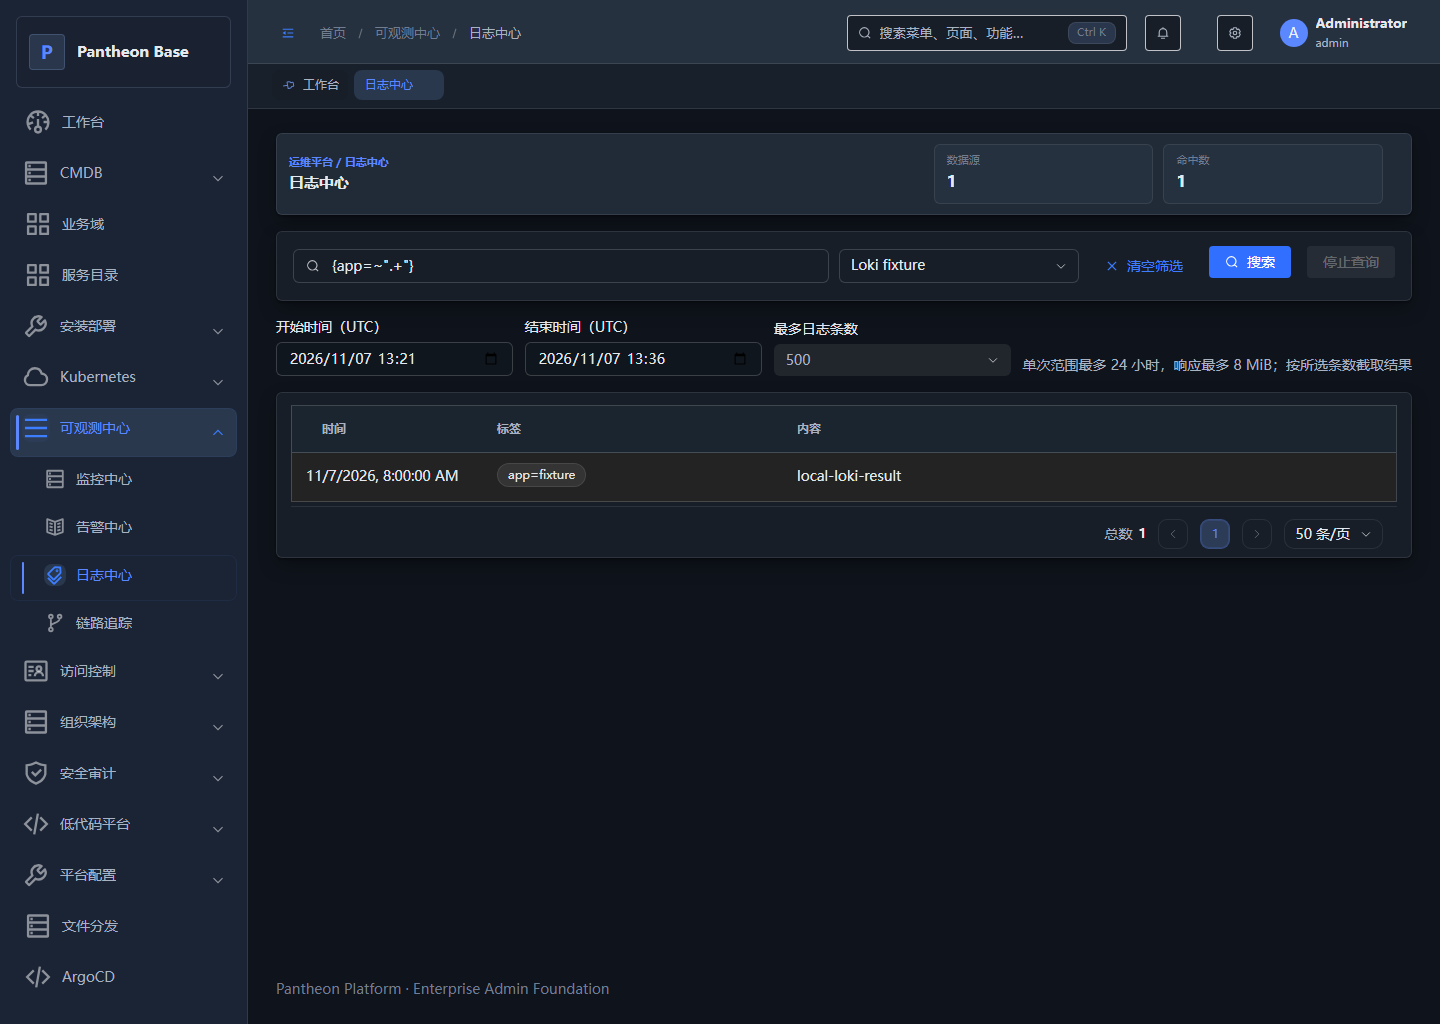 P
Pantheon Base
工作台
CMDB
业务域
服务目录
安装部署
Kubernetes
可观测中心
监控中心
告警中心
日志中心
链路追踪
访问控制
组织架构
安全审计
低代码平台
平台配置
文件分发
ArgoCD
首页 / 可观测中心 / 日志中心
搜索菜单、页面、功能... Ctrl K
A
Administrator
admin
工作台 日志中心
运维平台 / 日志中心
日志中心
数据源
1
命中数
1
{app=~".+"}
Loki fixture
清空筛选
搜索
停止查询
开始时间（UTC）
2026/11/07 13:21
结束时间（UTC）
2026/11/07 13:36
最多日志条数
500
单次范围最多 24 小时，响应最多 8 MiB；按所选条数截取结果
时间 标签 内容
11/7/2026, 8:00:00 AM app=fixture local-loki-result
总数 1 1 50 条/页
Pantheon Platform · Enterprise Admin Foundation